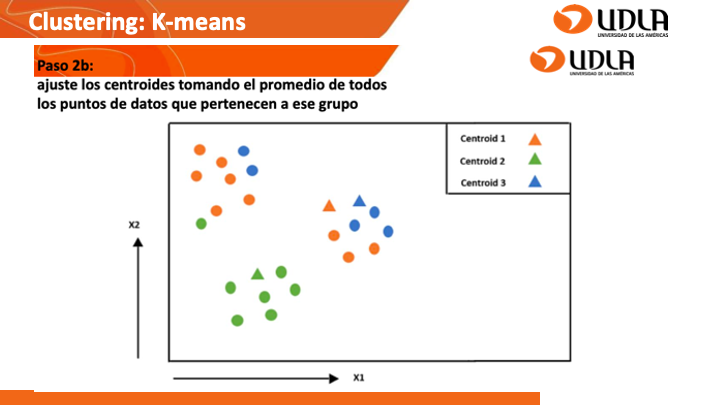 Clustering: K-means
UDLA
UNIVERSIDAD DE LAS AMÉRICAS
UDLA
UNIVERSIDAD DE LAS AMÉRICAS
Paso 2b:
ajuste los centroides tomando el promedio de todos
los puntos de datos que pertenecen a ese grupo
Centroid 1
Centroid 2
Centroid 3
X2
X1